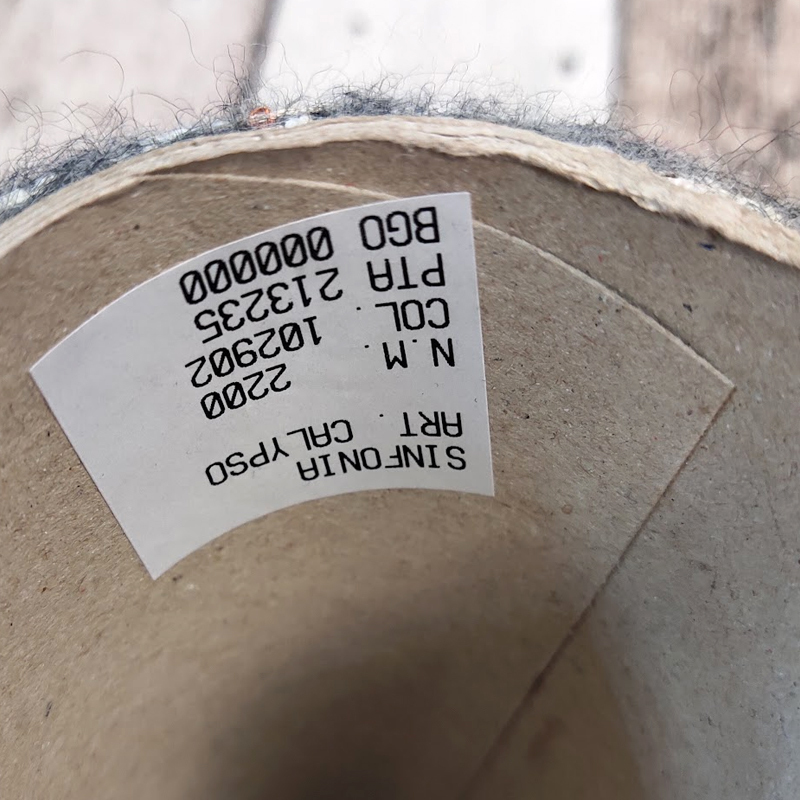 SINFONIA
ART. CALYPSO
N.M. 2200
COL. 102902
PTA 213235
BGO 000000